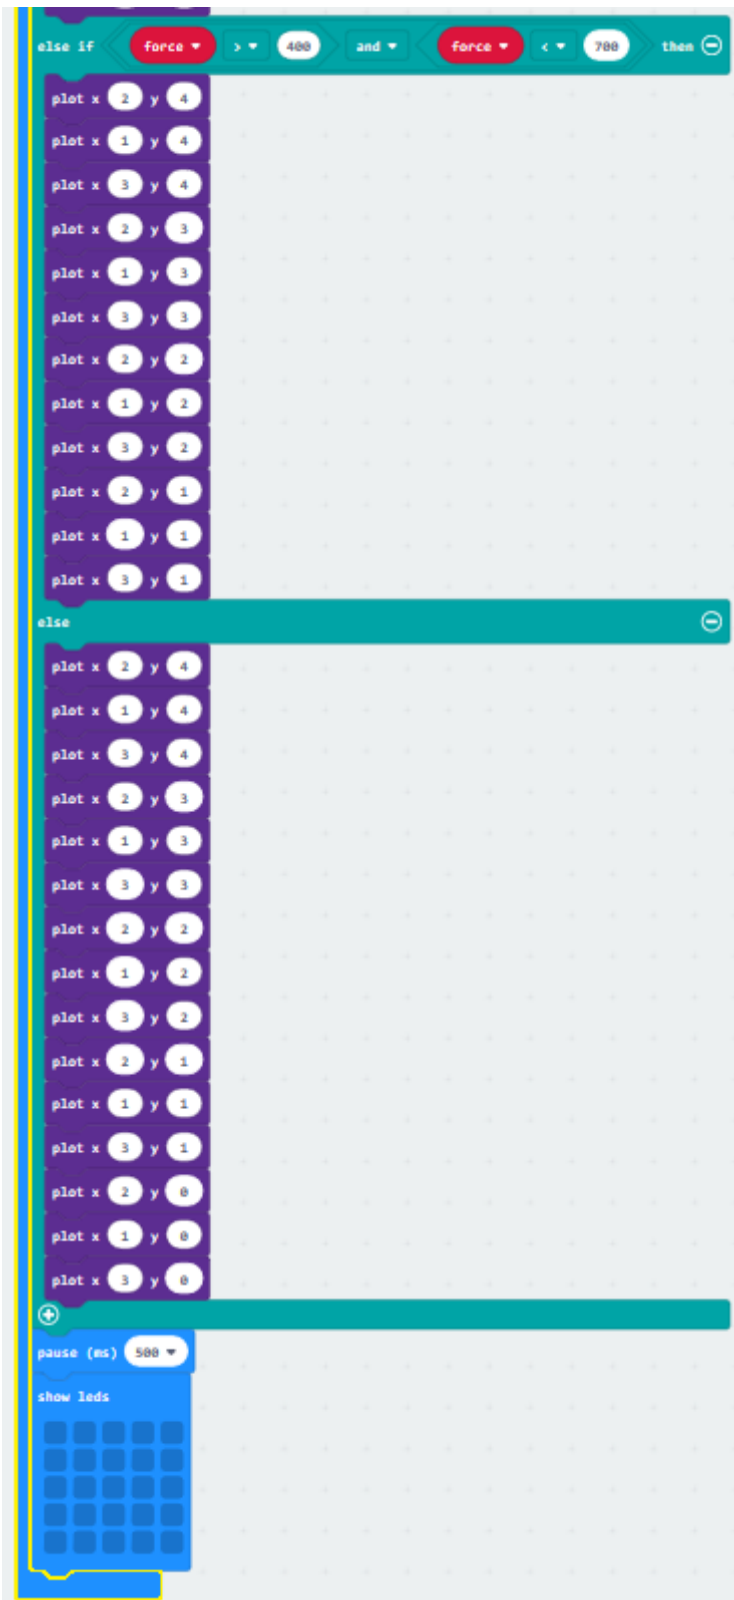 else if force > 400 and force < 700 then
plot x 2 y 4
plot x 1 y 4
plot x 3 y 4
plot x 2 y 3
plot x 1 y 3
plot x 3 y 3
plot x 2 y 2
plot x 1 y 2
plot x 3 y 2
plot x 2 y 1
plot x 1 y 1
plot x 3 y 1
else
plot x 2 y 4
plot x 1 y 4
plot x 3 y 4
plot x 2 y 3
plot x 1 y 3
plot x 3 y 3
plot x 2 y 2
plot x 1 y 2
plot x 3 y 2
plot x 2 y 1
plot x 1 y 1
plot x 3 y 1
plot x 2 y 0
plot x 1 y 0
plot x 3 y 0
pause (ms) 500
show leds